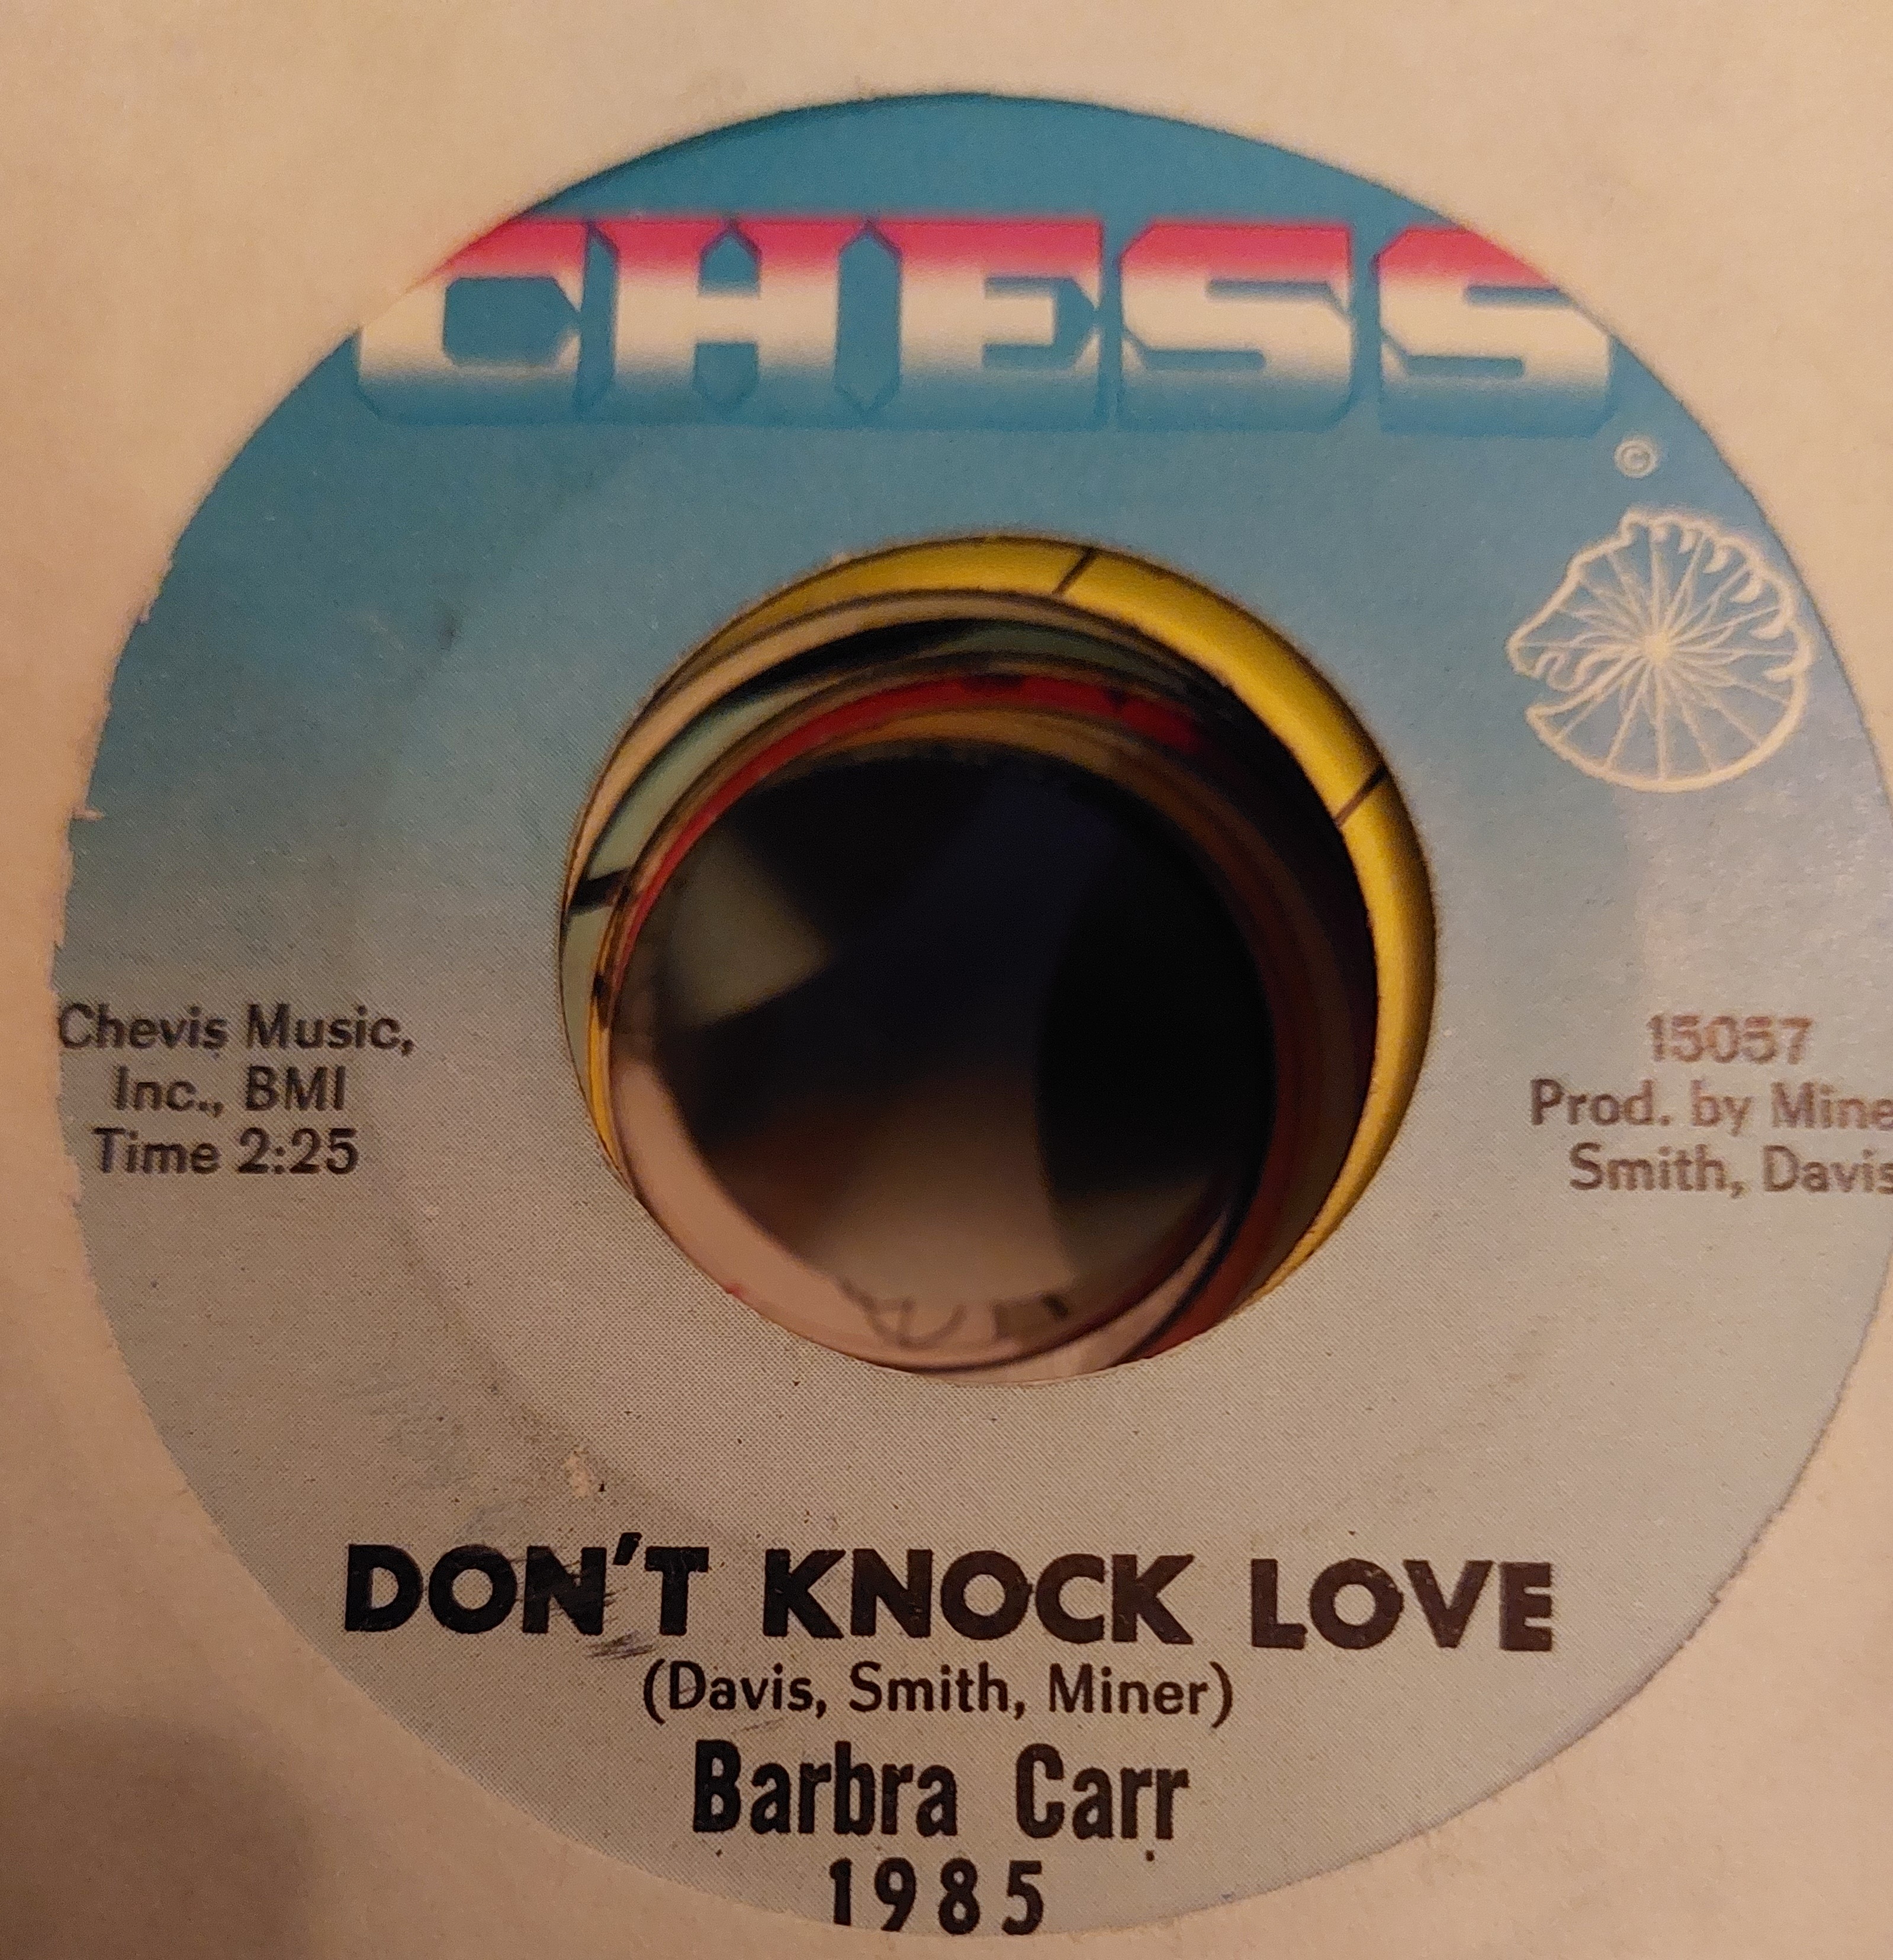 CHESS
©
Chevis Music,
Inc., BMI
Time 2:25
15057
Prod. by Mine
Smith, Davis
DON'T KNOCK LOVE
(Davis, Smith, Miner)
Barbra Carr
1985